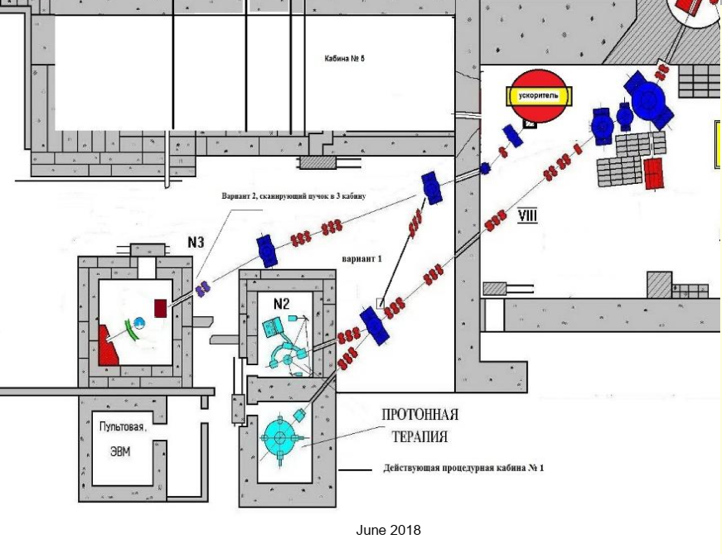 Кабина № 5
ускоритель
Вариант 2, сканирующий пучок в 3 кабину
VIII
N3
вариант 1
N2
ПРОТОННАЯ
ТЕРАПИЯ
Пультовая,
ЭВМ
Действующая процедурная кабина № 1
June 2018